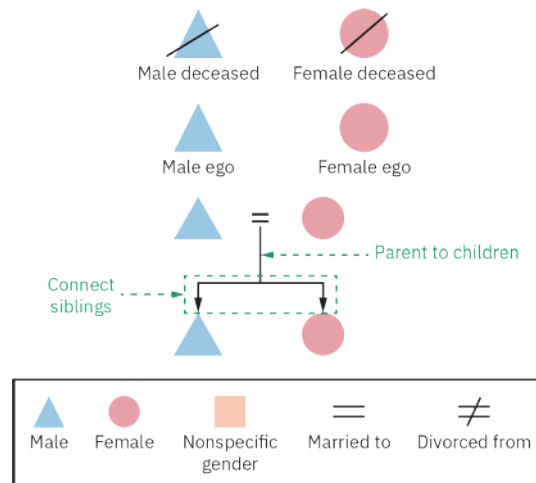 Male deceased
Female deceased
Male ego
Female ego
=
Parent to children
Connect
siblings
Male
Female
Nonspecific
gender
Married to
Divorced from